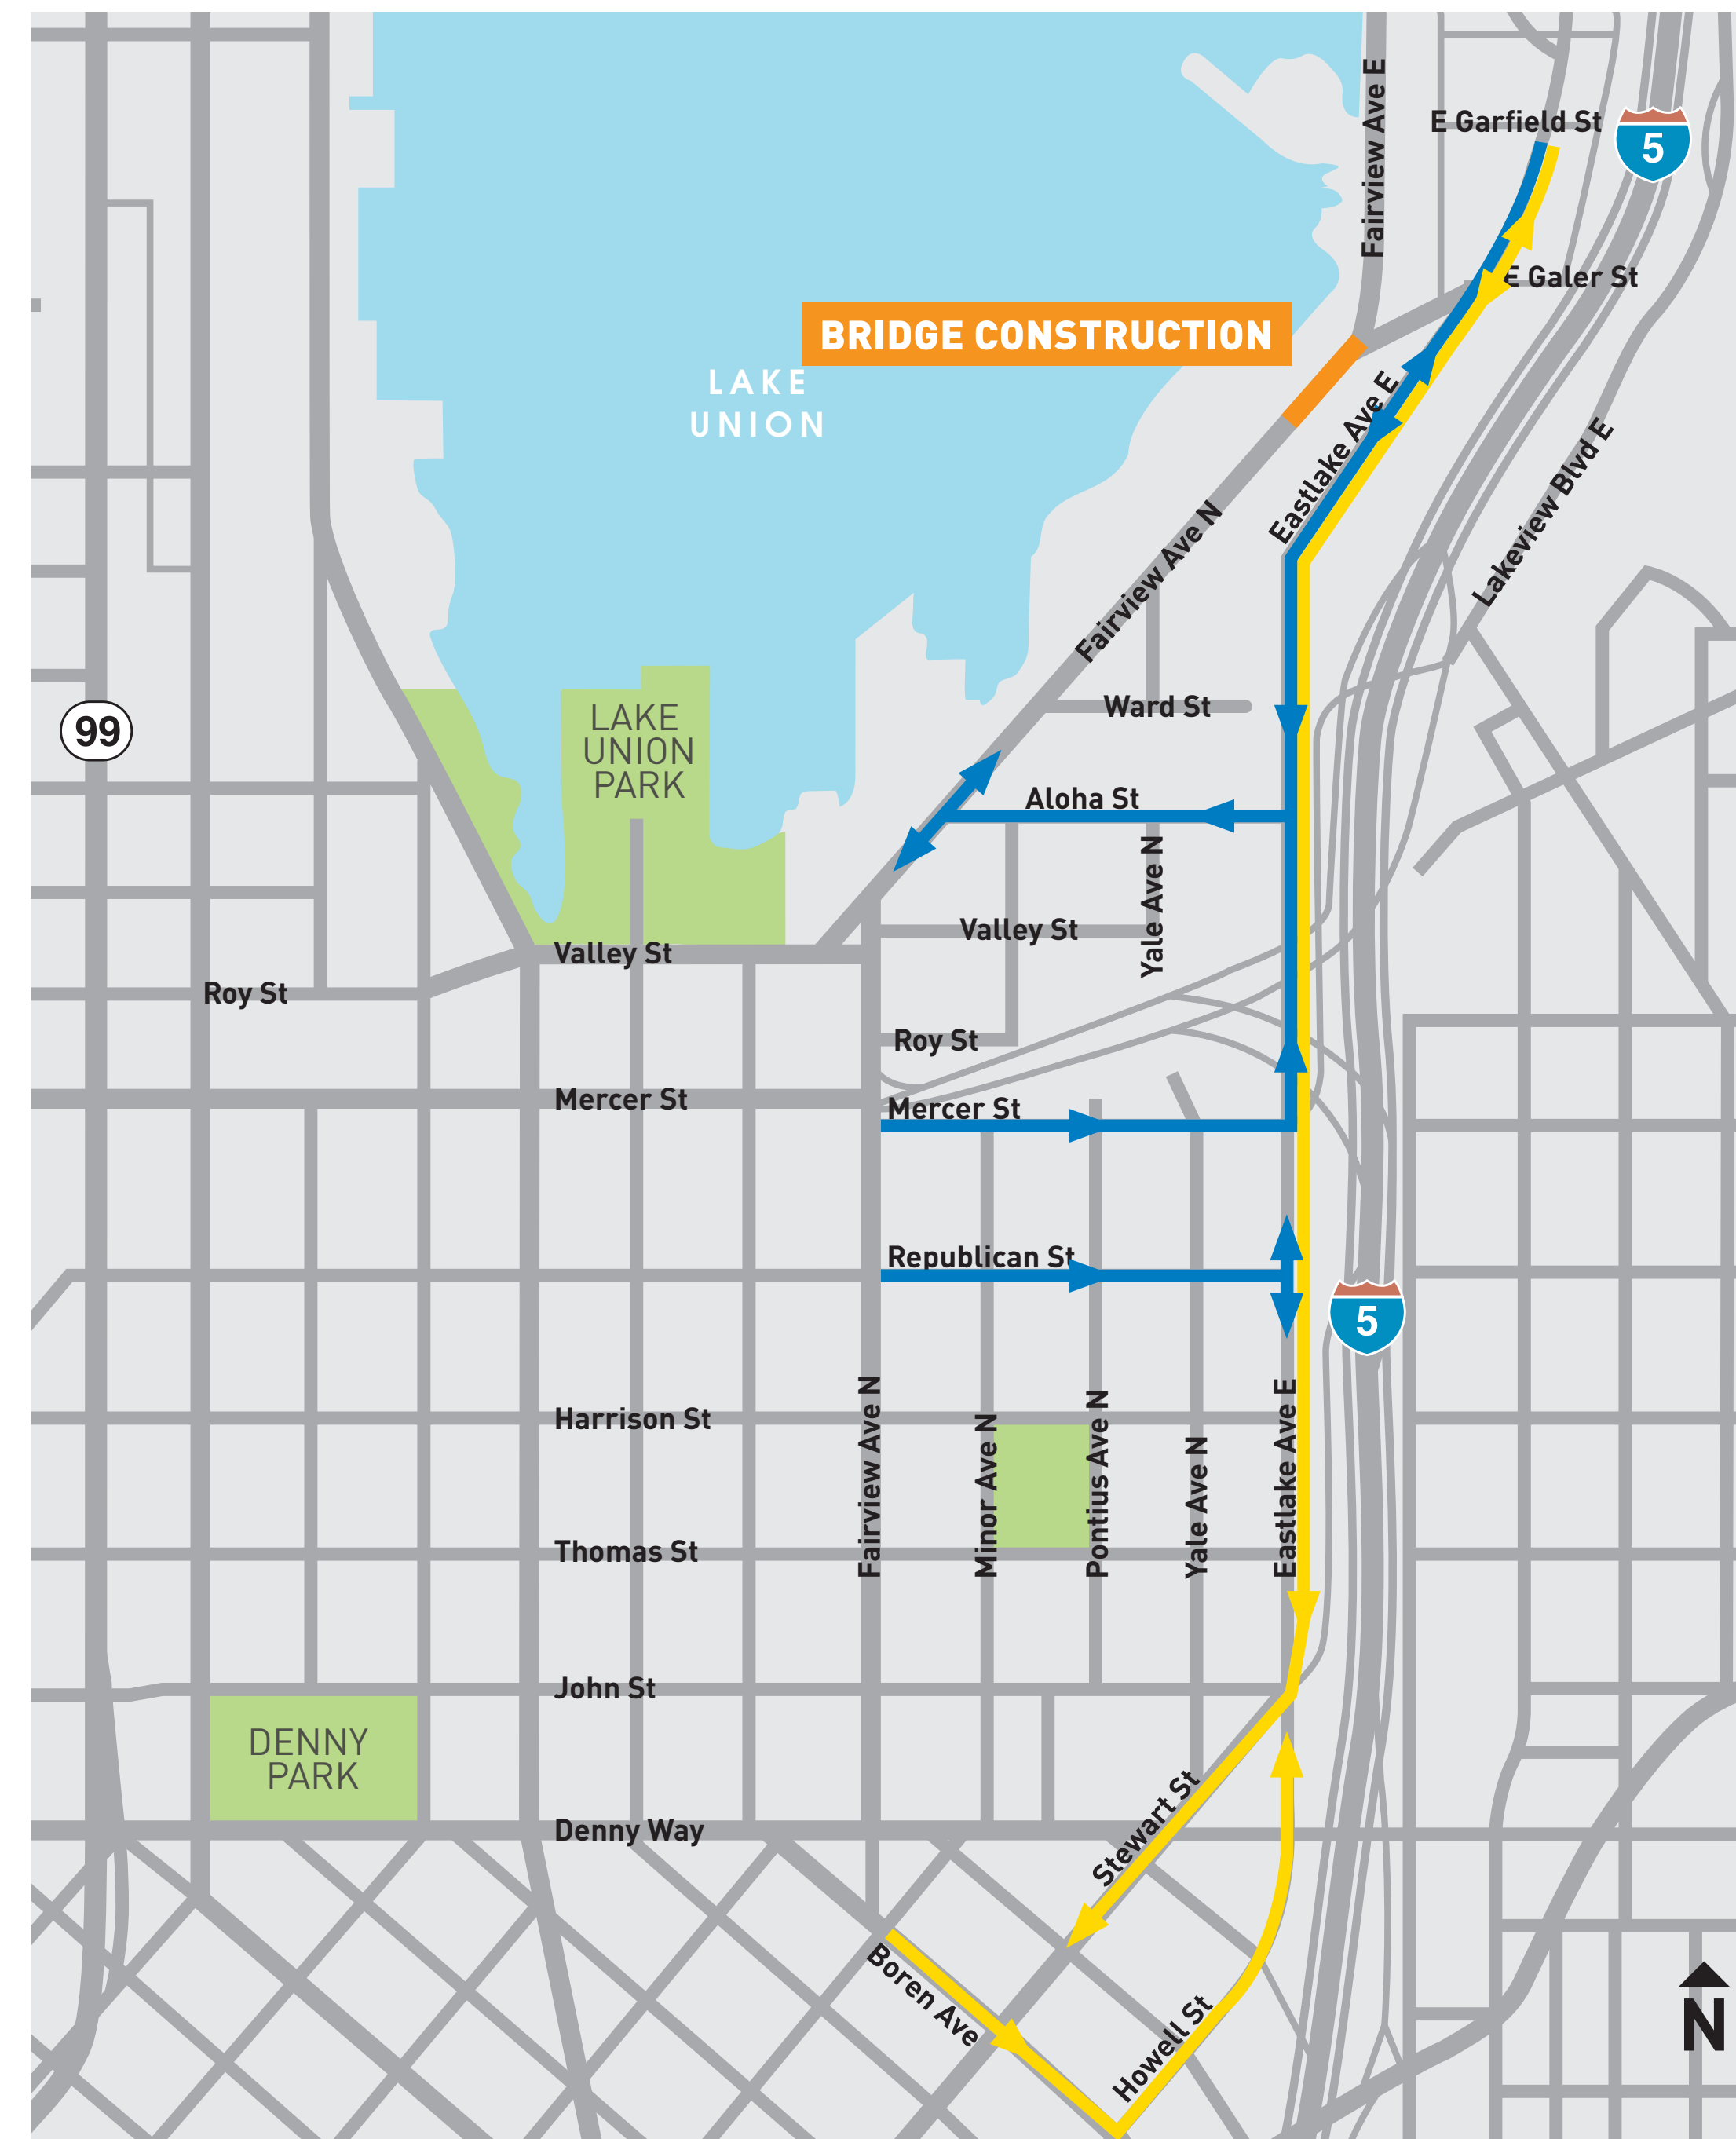 Fairview Ave E
E Garfield St
5
E Galer St
BRIDGE CONSTRUCTION
LAKE
UNION
Eastlake Ave E
Lakeview Blvd E
Fairview Ave N
LAKE
UNION
PARK
Ward St
99
Aloha St
Yale Ave N
Valley St
Valley St
Roy St
Roy St
Mercer St
Mercer St
Republican St
5
Fairview Ave N
Minor Ave N
Pontius Ave N
Yale Ave N
Eastlake Ave E
Harrison St
Thomas St
John St
DENNY
PARK
Stewart St
Denny Way
Boren Ave
Howell St
N